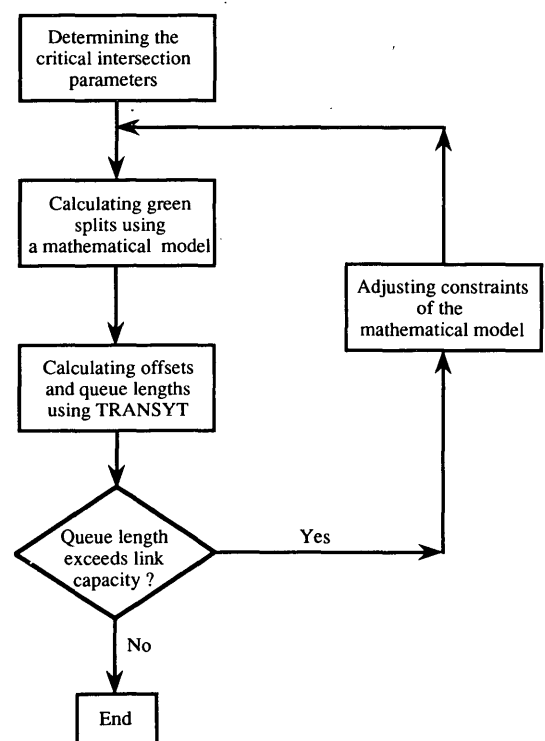 Determining the
critical intersection
parameters
Calculating green
splits using
a mathematical model
Adjusting constraints
of the
mathematical model
Calculating offsets
and queue lengths
using TRANSYT
Queue length
exceeds link
capacity ?
Yes
No
End